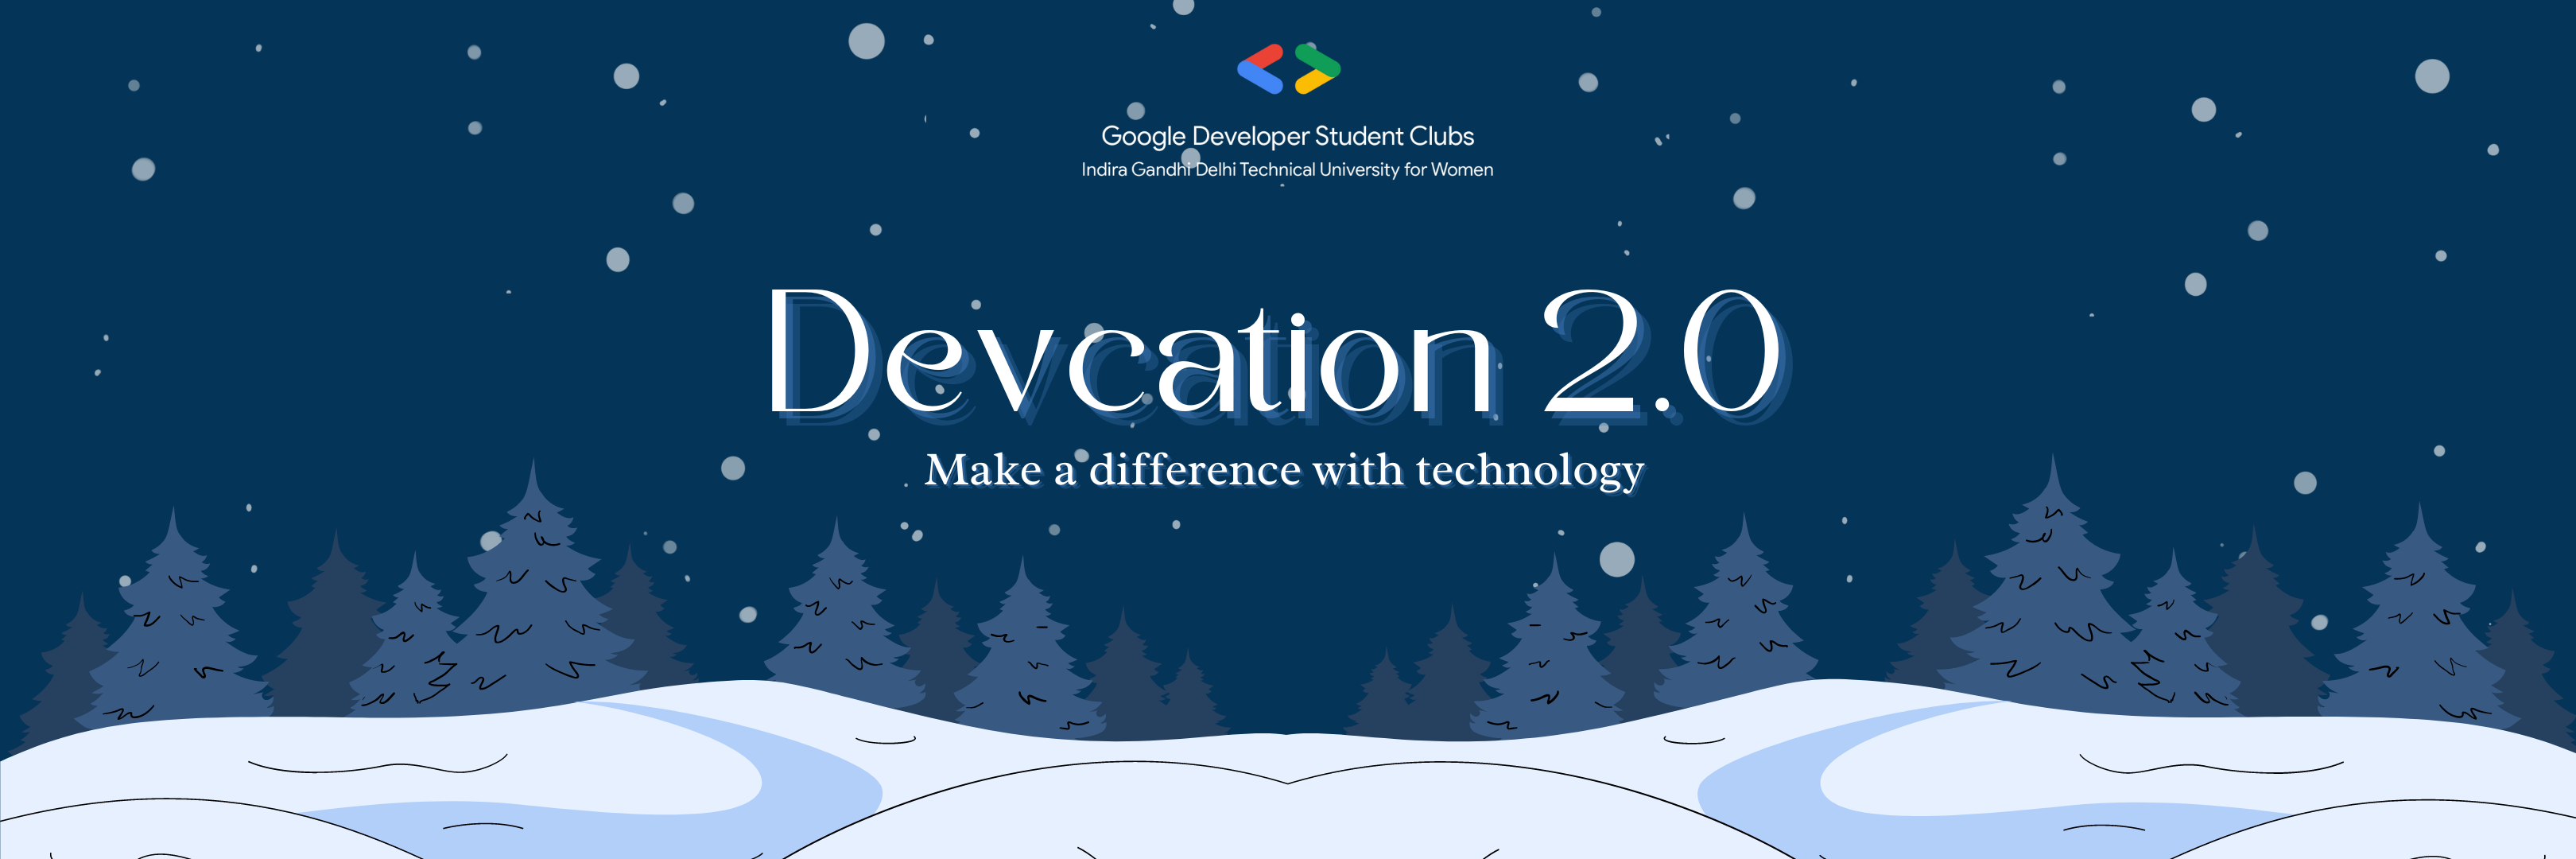 Google Developer Student Clubs
Indira Gandhi Delhi Technical University for Women
Devcation 2.0
Make a difference with technology